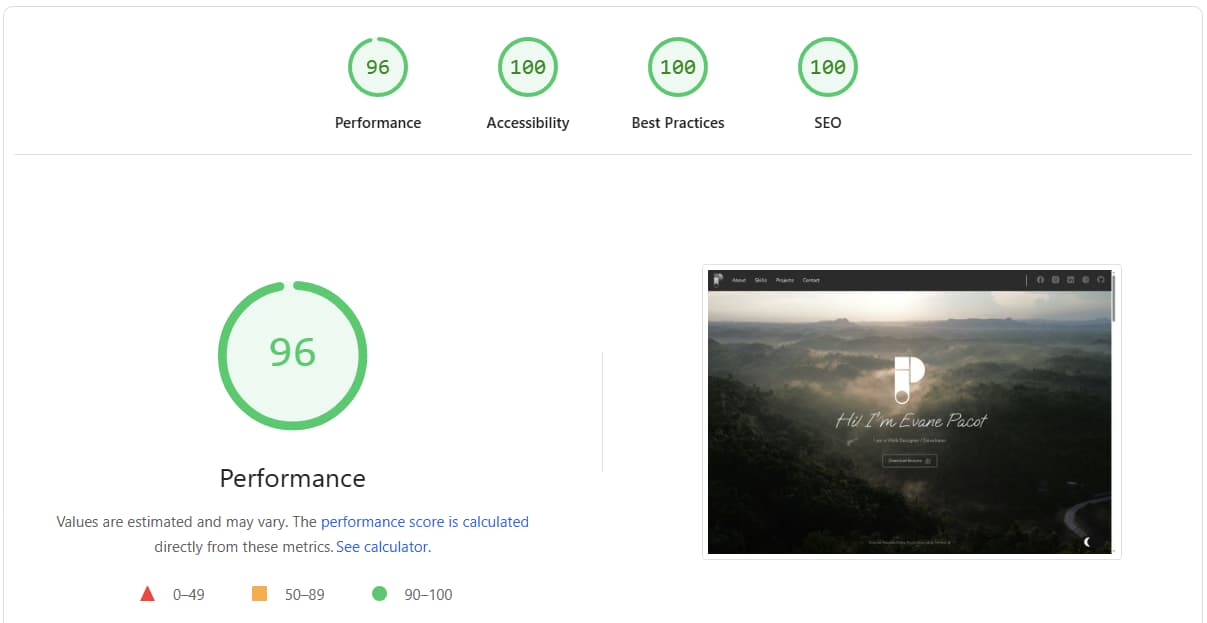 96
100
100
100
Performance
Accessibility
Best Practices
SEO
96
Performance
Values are estimated and may vary. The performance score is calculated
directly from these metrics. See calculator.
0–49
50–89
90–100
About Skills Projects Contact
Hi! I'm Evane Pacot
I am a Web Designer / Developer
Download Resume